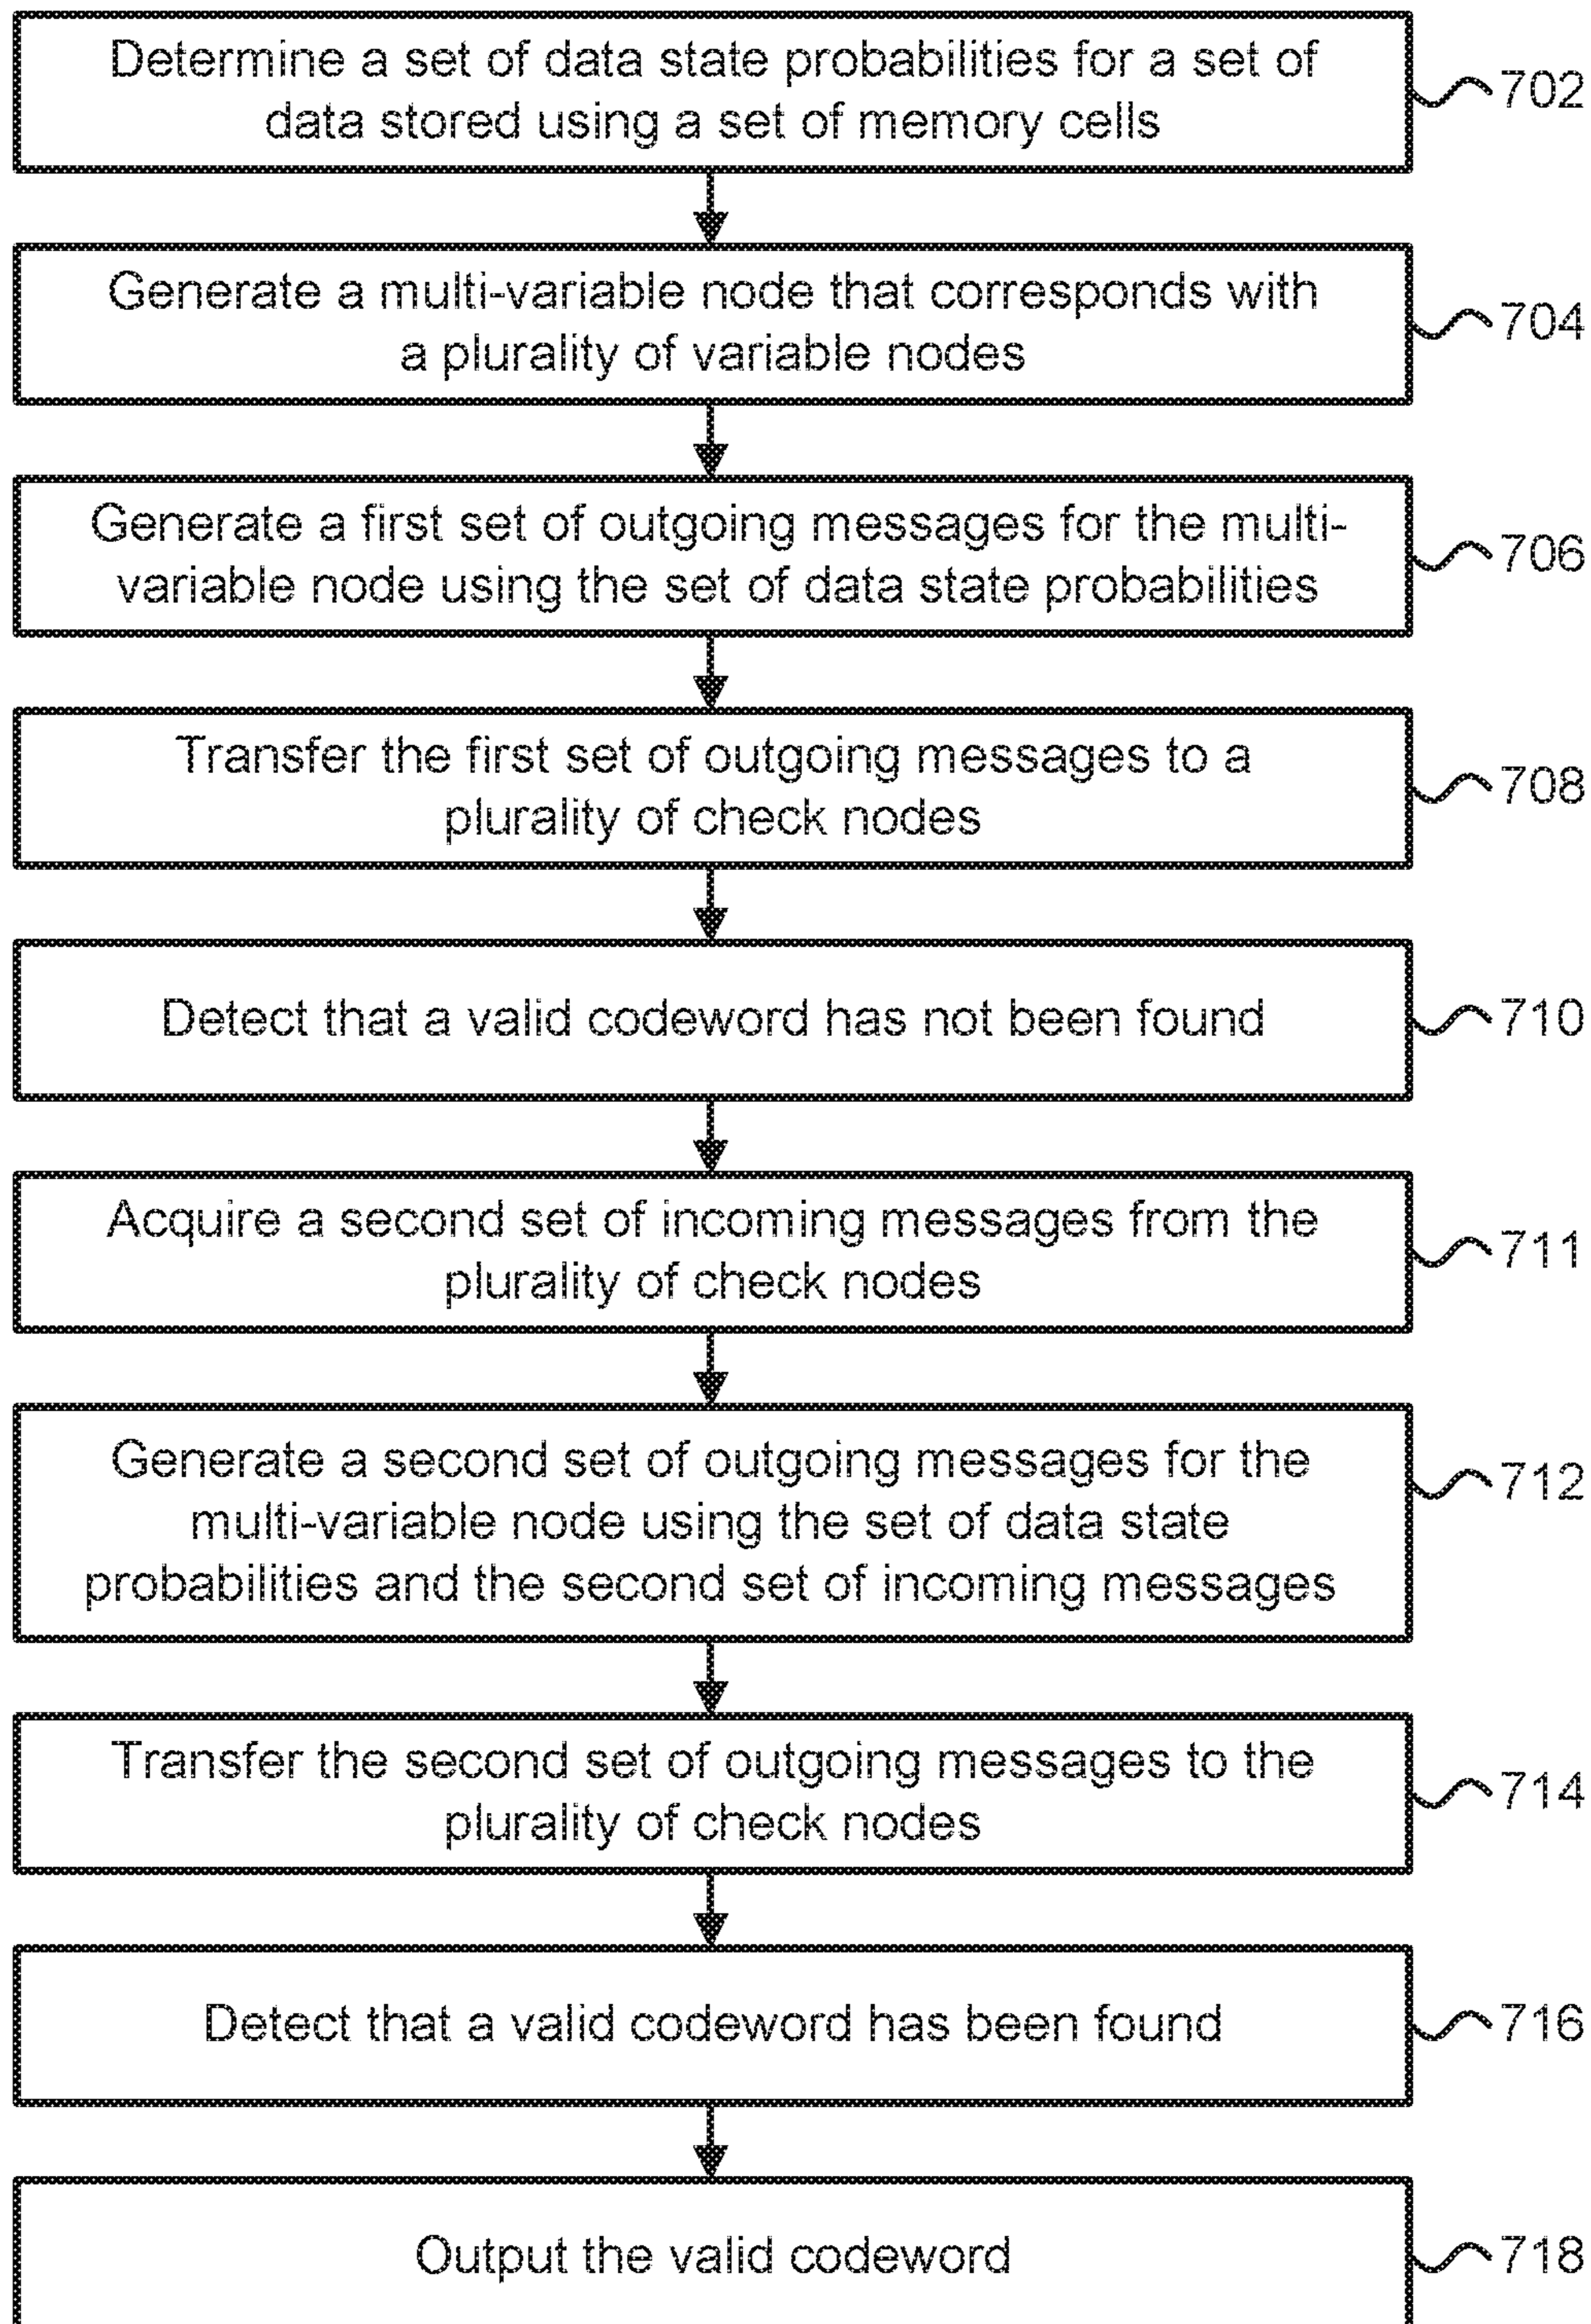 Determine a set of data state probabilities for a set of
data stored using a set of memory cells
702
Generate a multi-variable node that corresponds with
a plurality of variable nodes
704
Generate a first set of outgoing messages for the multi-
variable node using the set of data state probabilities
706
Transfer the first set of outgoing messages to a
plurality of check nodes
708
Detect that a valid codeword has not been found
710
Acquire a second set of incoming messages from the
plurality of check nodes
711
Generate a second set of outgoing messages for the
multi-variable node using the set of data state
probabilities and the second set of incoming messages
712
Transfer the second set of outgoing messages to the
plurality of check nodes
714
Detect that a valid codeword has been found
716
Output the valid codeword
718